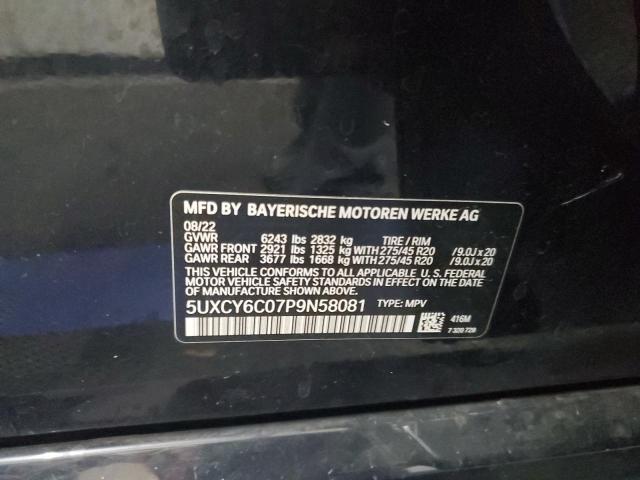 MFD BY BAYERISCHE MOTOREN WERKE AG
08/22
GVWR 6243 lbs 2832 kg TIRE / RIM
GAWR FRONT 2921 lbs 1325 kg WITH 275/45 R20 /9.0J x 20
GAWR REAR 3677 lbs 1668 kg WITH 275/45 R20 /9.0J x 20
THIS VEHICLE CONFORMS TO ALL APPLICABLE U. S. FEDERAL
MOTOR VEHICLE SAFETY STANDARDS IN EFFECT ON THE DATE
OF MANUFACTURE SHOWN ABOVE.
5UXCY6C07P9N58081 TYPE: MPV
416M
7 328 728